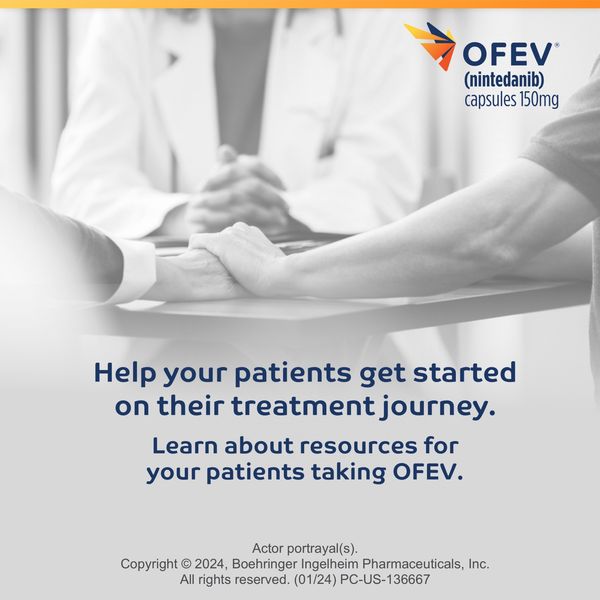 OFEV®
(nintedanib)
capsules 150mg
Help your patients get started
on their treatment journey.
Learn about resources for
your patients taking OFEV.
Actor portrayal(s).
Copyright © 2024, Boehringer Ingelheim Pharmaceuticals, Inc.
All rights reserved. (01/24) PC-US-136667